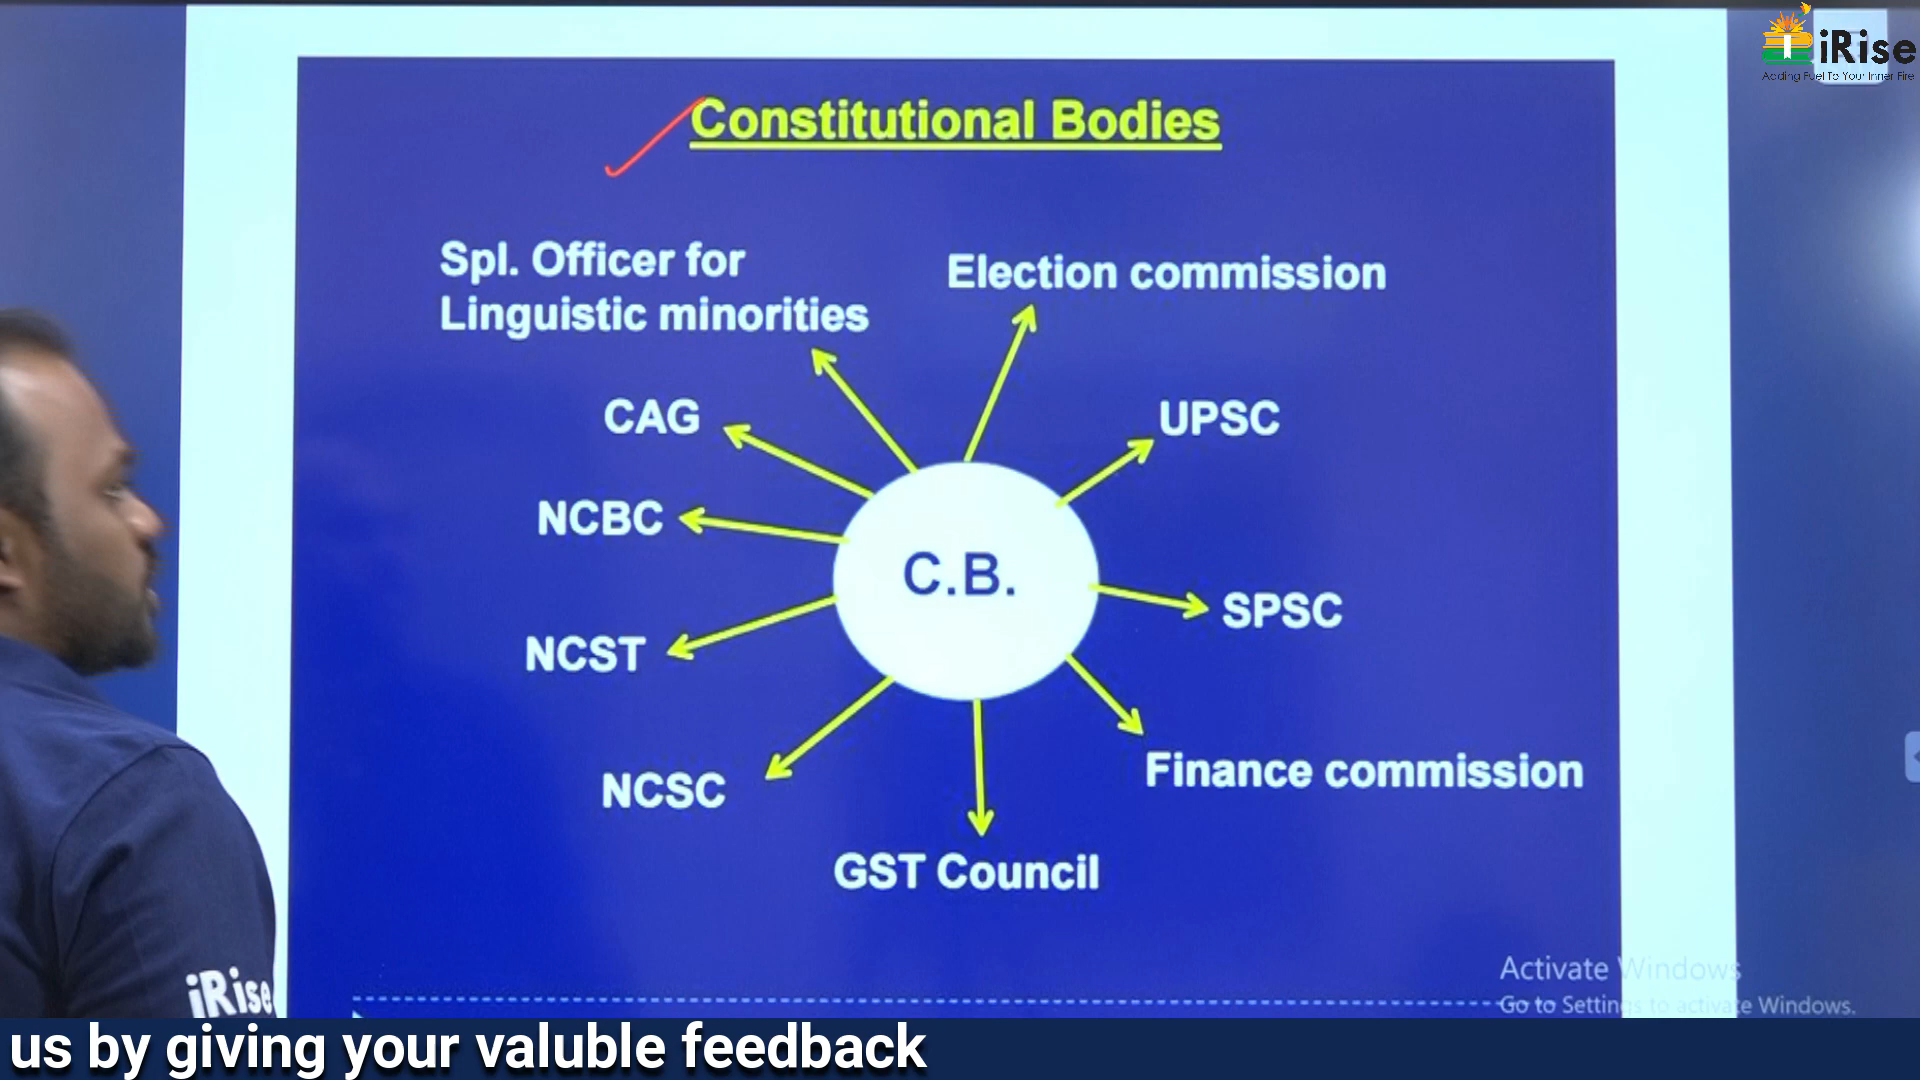 iRise
Adding Fuel To Your Inner Fire
Constitutional Bodies
Spl. Officer for
Linguistic minorities
Election commission
CAG
UPSC
NCBC
C.B.
SPSC
NCST
Finance commission
NCSC
GST Council
Activate Windows
Go to Settings to activate Windows.
iRise
us by giving your valuble feedback